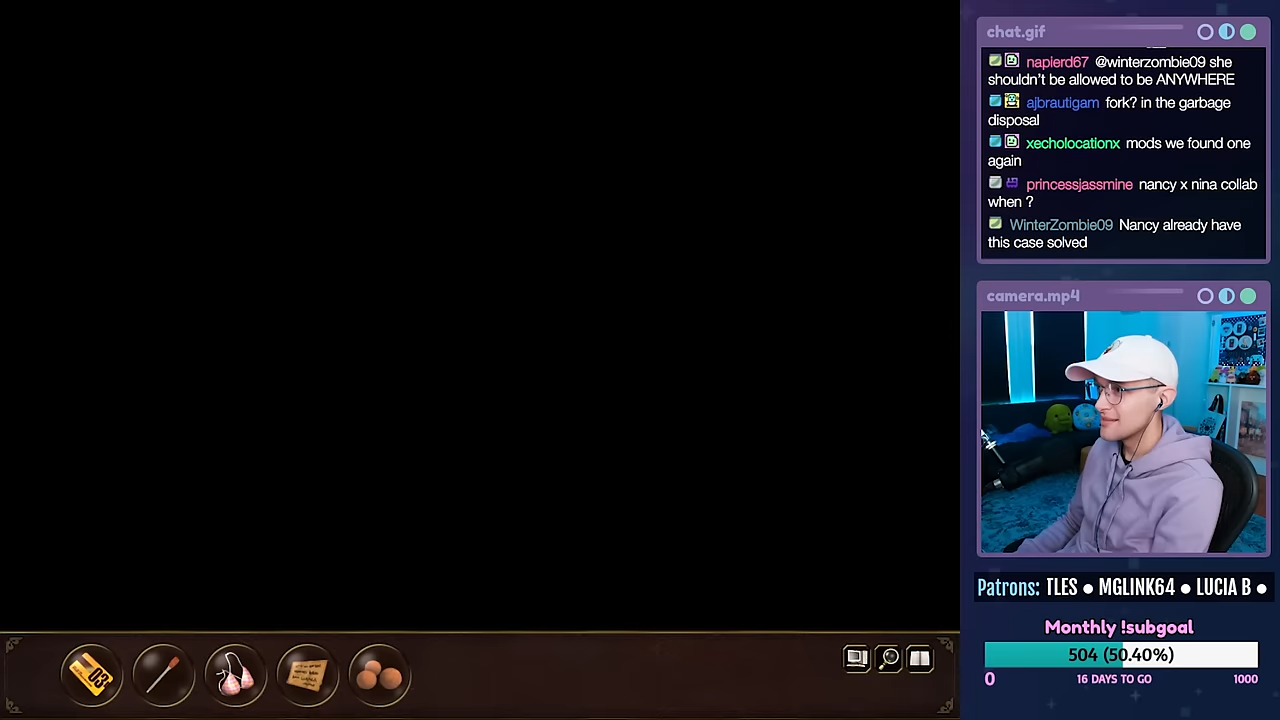 chat.gif
napierd67 @winterzombie09 she
shouldn't be allowed to be ANYWHERE
ajbrautigam fork? in the garbage
disposal
xecholocationx mods we found one
again
princessjassmine nancy x nina collab
when ?
WinterZombie09 Nancy already have
this case solved
camera.mp4
Patrons: TLES ● MGLINK64 ● LUCIA B ●
Monthly !subgoal
504 (50.40%)
0 16 DAYS TO GO 1000
03